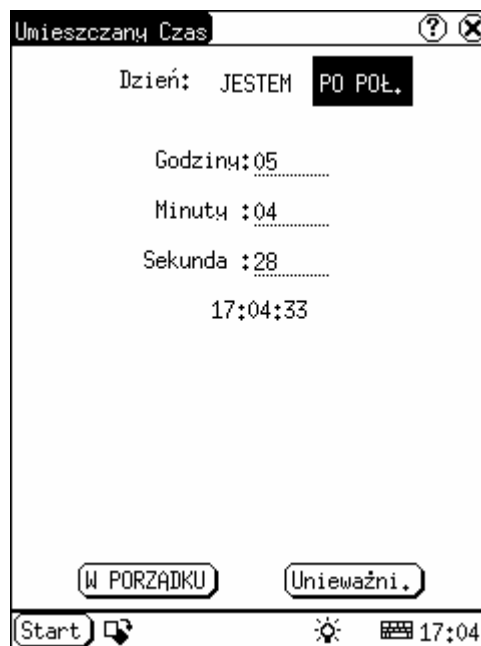 Umieszczany Czas ?
Dzień: JESTEM PO POŁ.
Godziny:05
Minuty :04
Sekunda :28
17:04:33
W PORZĄDKU Unieważni.
Start 17:04